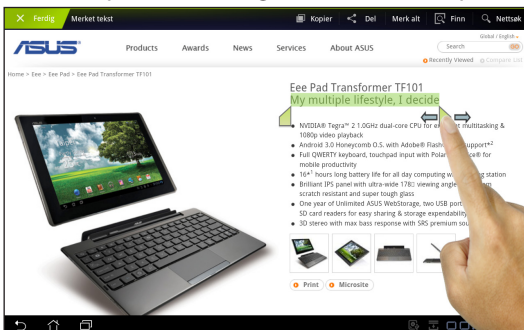 Ferdig Merket tekst Kopier Del Merk alt Finn Nettsøk
Global / English
ASUS Products Awards News Services About ASUS Search GO
Recently Viewed Compare List
Home > Eee > Eee Pad > Eee Pad Transformer TF101
Eee Pad Transformer TF101
My multiple lifestyle, I decide
NVIDIA® Tegra™ 2 1.0GHz dual-core CPU for multitasking &
1080p video playback
Android 3.0 Honeycomb O.S. with Adobe® Flash upport*2
Full QWERTY keyboard, touchpad input with Polar ce® for
mobile productivity
16*1 hours long battery life for all day computing station
Brilliant IPS panel with ultra-wide 178 viewing angle
scratch resistant and super tough glass
One year of Unlimited ASUS WebStorage, two USB port
SD card readers for easy sharing & storage expendabilit
3D stereo with max bass response with SRS premium sou
Print Microsite